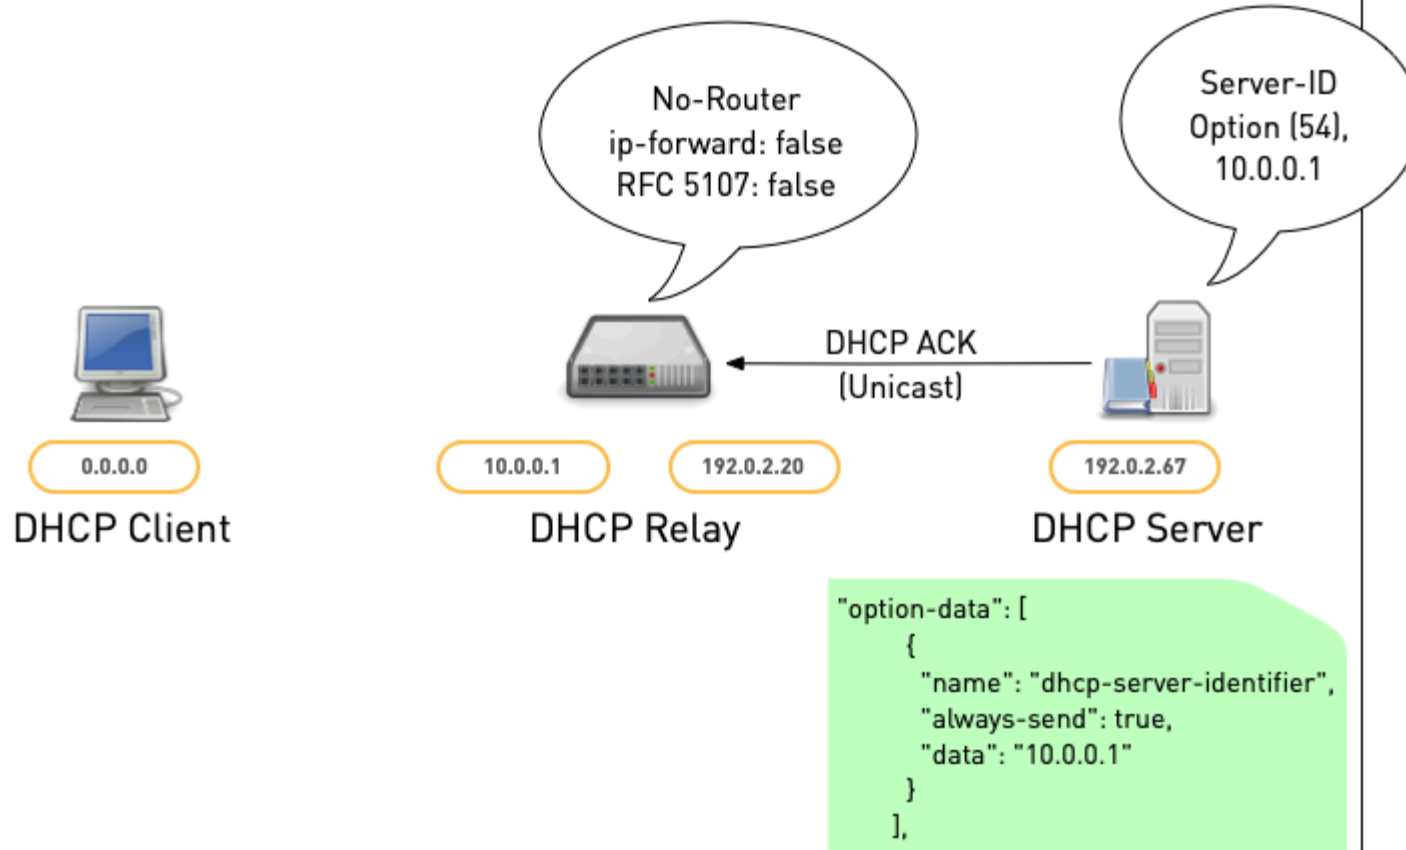 No-Router
ip-forward: false
RFC 5107: false
Server-ID
Option (54),
10.0.0.1
DHCP ACK
(Unicast)
0.0.0.0
10.0.0.1
192.0.2.20
192.0.2.67
DHCP Client
DHCP Relay
DHCP Server
"option-data": [
{
"name": "dhcp-server-identifier",
"always-send": true,
"data": "10.0.0.1"
}
],